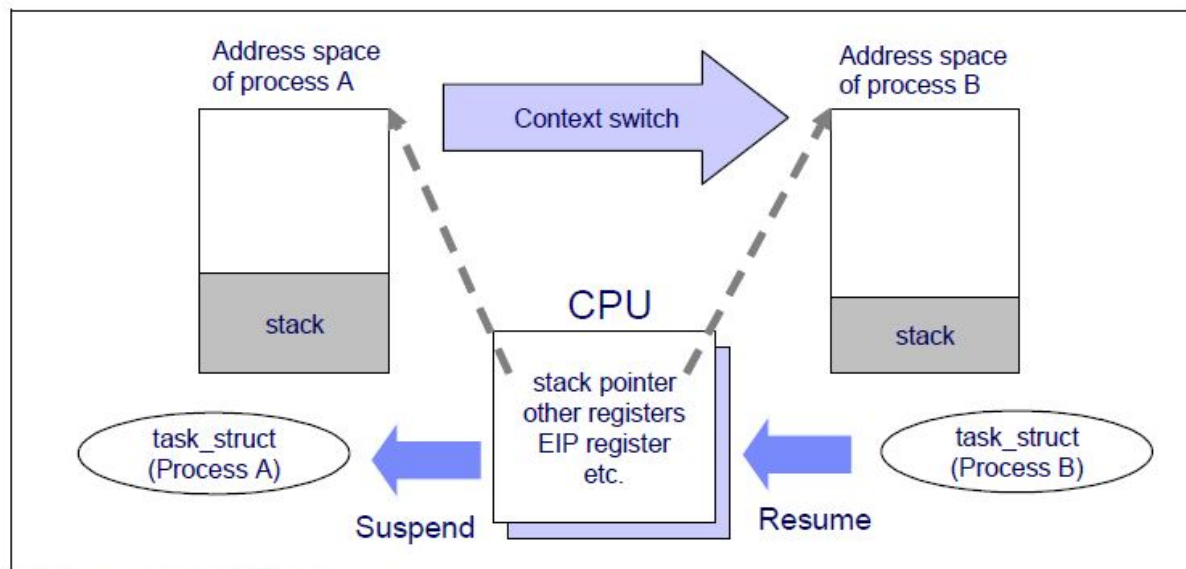 Address space
of process A
Context switch
Address space
of process B
stack
CPU
stack pointer
other registers
EIP register
etc.
stack
task_struct
(Process A)
Suspend
Resume
task_struct
(Process B)